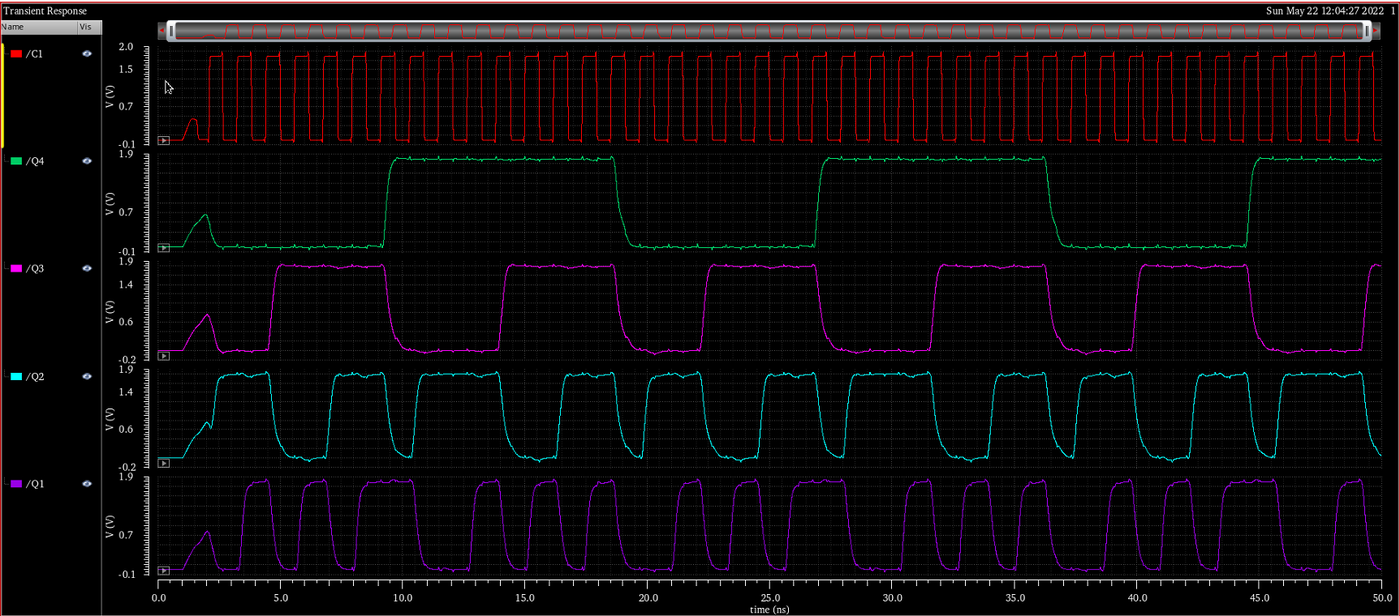 Transient Response Sun May 22 12:04:27 2022 1
Name Vis
/C1
2.0
1.5
V (V)
0.7
-0.1
/Q4
1.9
V (V)
0.7
-0.1
/Q3
1.9
1.4
V (V)
0.6
-0.2
/Q2
1.9
1.4
V (V)
0.6
-0.2
/Q1
1.9
V (V)
0.7
-0.1
0.0 5.0 10.0 15.0 20.0 25.0 30.0 35.0 40.0 45.0 50.0
time (ns)